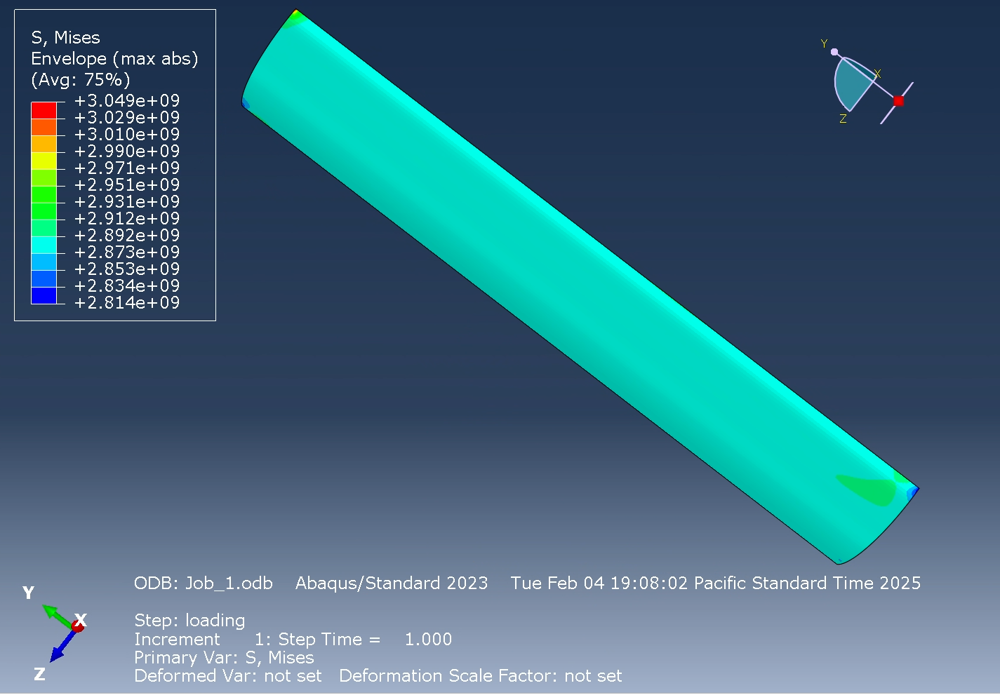 S, Mises
Envelope (max abs)
(Avg: 75%)
+3.049e+09
+3.029e+09
+3.010e+09
+2.990e+09
+2.971e+09
+2.951e+09
+2.931e+09
+2.912e+09
+2.892e+09
+2.873e+09
+2.853e+09
+2.834e+09
+2.814e+09
Y
X
Z
ODB: Job_1.odb Abaqus/Standard 2023 Tue Feb 04 19:08:02 Pacific Standard Time 2025
Y
X
Z
Step: loading
Increment 1: Step Time = 1.000
Primary Var: S, Mises
Deformed Var: not set Deformation Scale Factor: not set